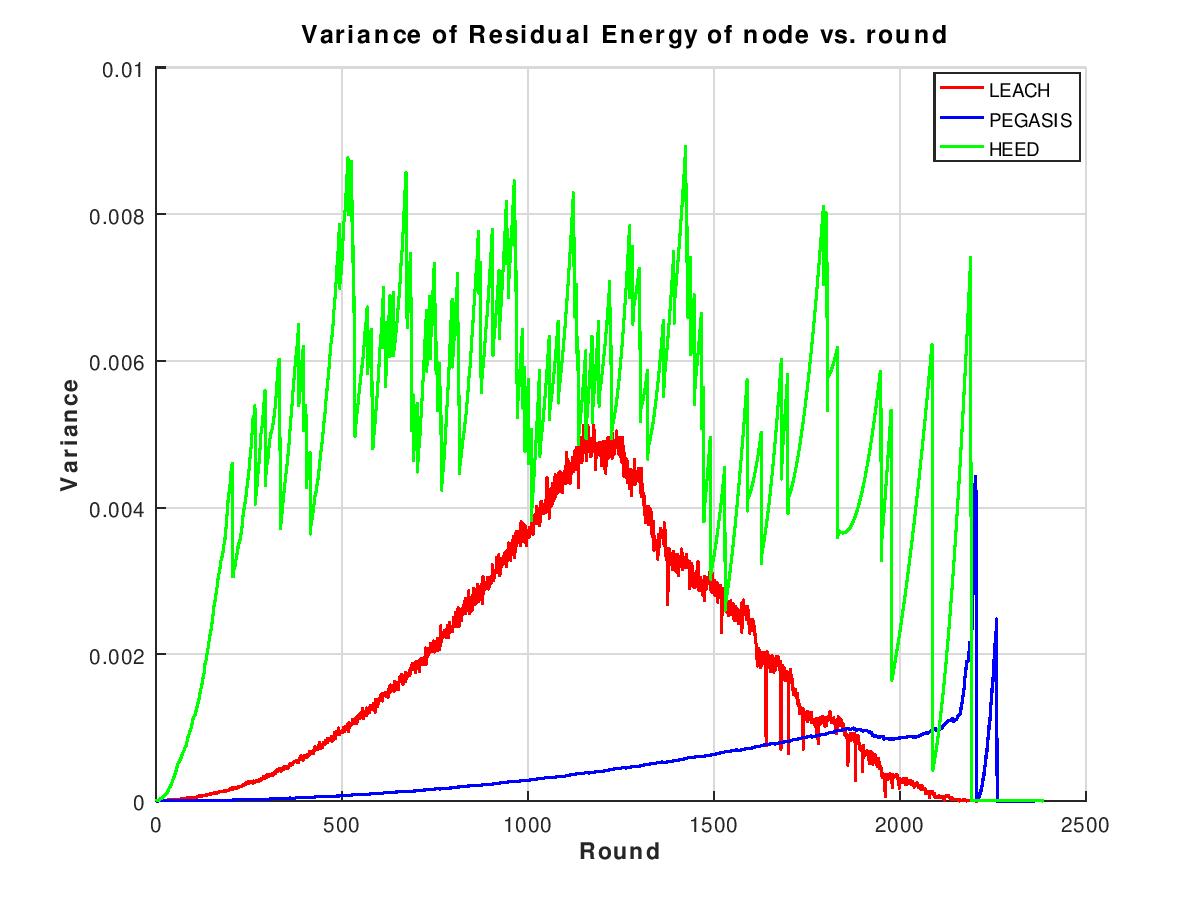 Variance of Residual Energy of node vs. round
LEACH
PEGASIS
HEED
0.01
0.008
0.006
0.004
0.002
0
Variance
0 500 1000 1500 2000 2500
Round